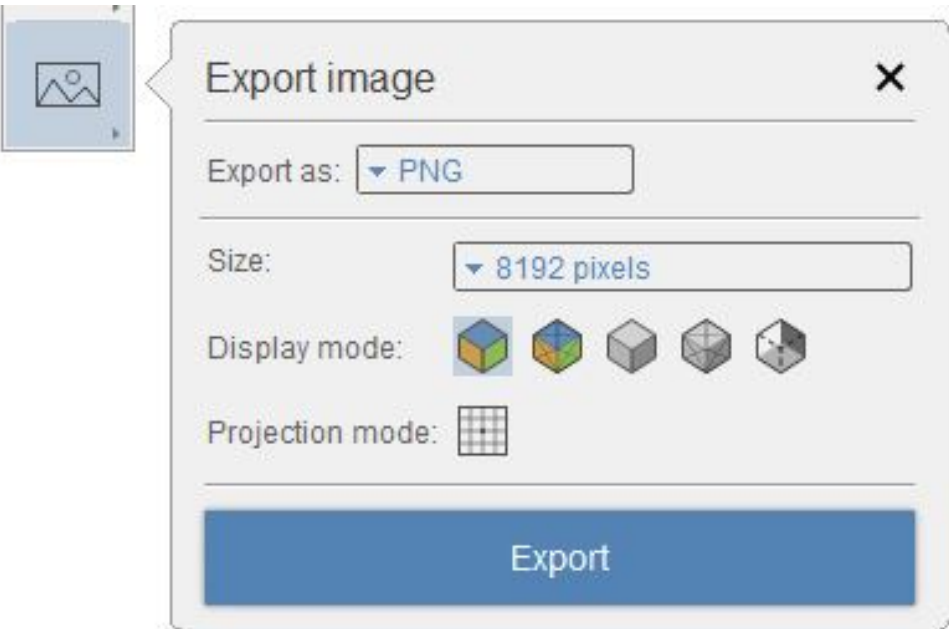 Export image
Export as: PNG
Size: 8192 pixels
Display mode:
Projection mode:
Export